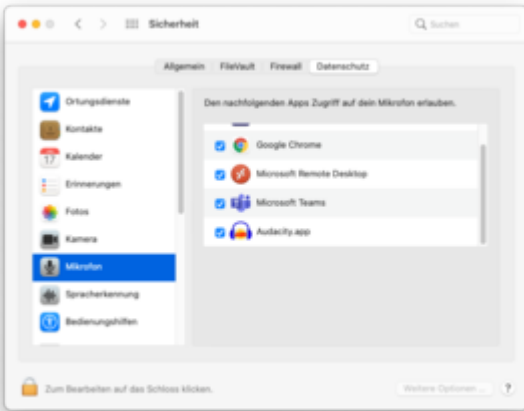 Sicherheit
Suchen
Allgemein FileVault Firewall Datenschutz
Ortungsdienste
Kontakte
17
Kalender
Erinnerungen
Fotos
Kamera
Mikrofon
Spracherkennung
Bedienungshilfen
Den nachfolgenden Apps Zugriff auf dein Mikrofon erlauben.
Google Chrome
Microsoft Remote Desktop
Microsoft Teams
Audacity.app
Zum Bearbeiten auf das Schloss klicken.
Weitere Optionen ...
?